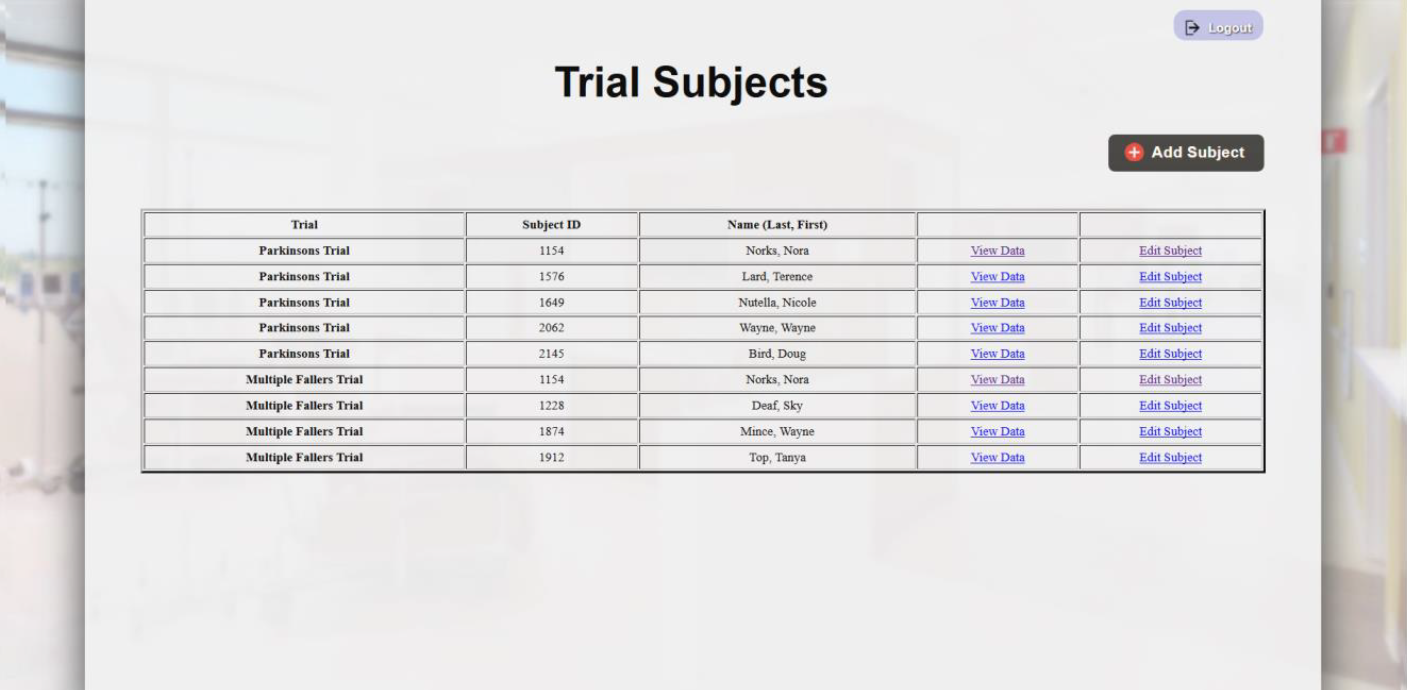 Logout
Trial Subjects
Add Subject
Trial Subject ID Name (Last, First)
Parkinsons Trial 1154 Norks, Nora View Data Edit Subject
Parkinsons Trial 1576 Lard, Terence View Data Edit Subject
Parkinsons Trial 1649 Nutella, Nicole View Data Edit Subject
Parkinsons Trial 2062 Wayne, Wayne View Data Edit Subject
Parkinsons Trial 2145 Bird, Doug View Data Edit Subject
Multiple Fallers Trial 1154 Norks, Nora View Data Edit Subject
Multiple Fallers Trial 1228 Deaf, Sky View Data Edit Subject
Multiple Fallers Trial 1874 Mince, Wayne View Data Edit Subject
Multiple Fallers Trial 1912 Top, Tanya View Data Edit Subject